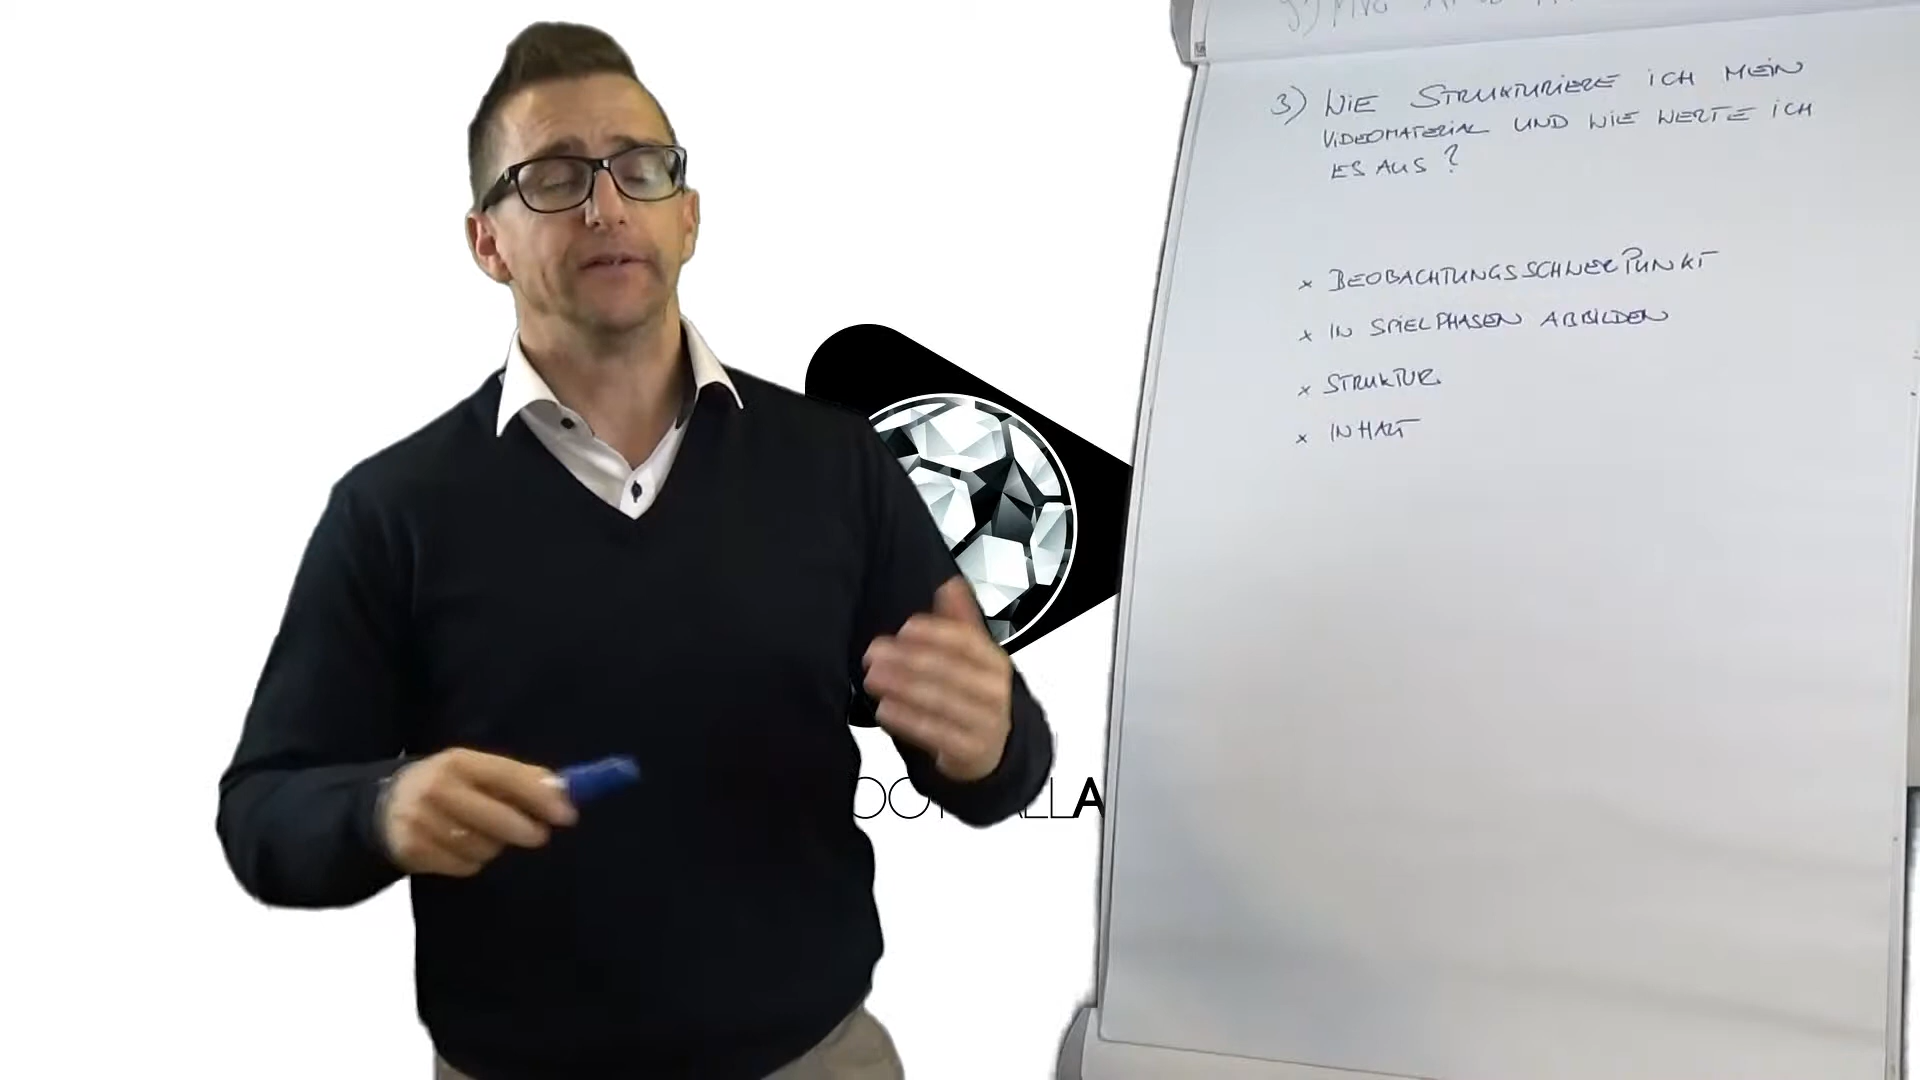 3) WIE STRUKTURIERE ICH MEIN
VIDEOMATERIAL UND WIE WERTE ICH
ES AUS?
x BEOBACHTUNGSSCHWERPUNKT
x IN SPIELPHASEN ABBILDEN
x STRUKTUR
x INHALT